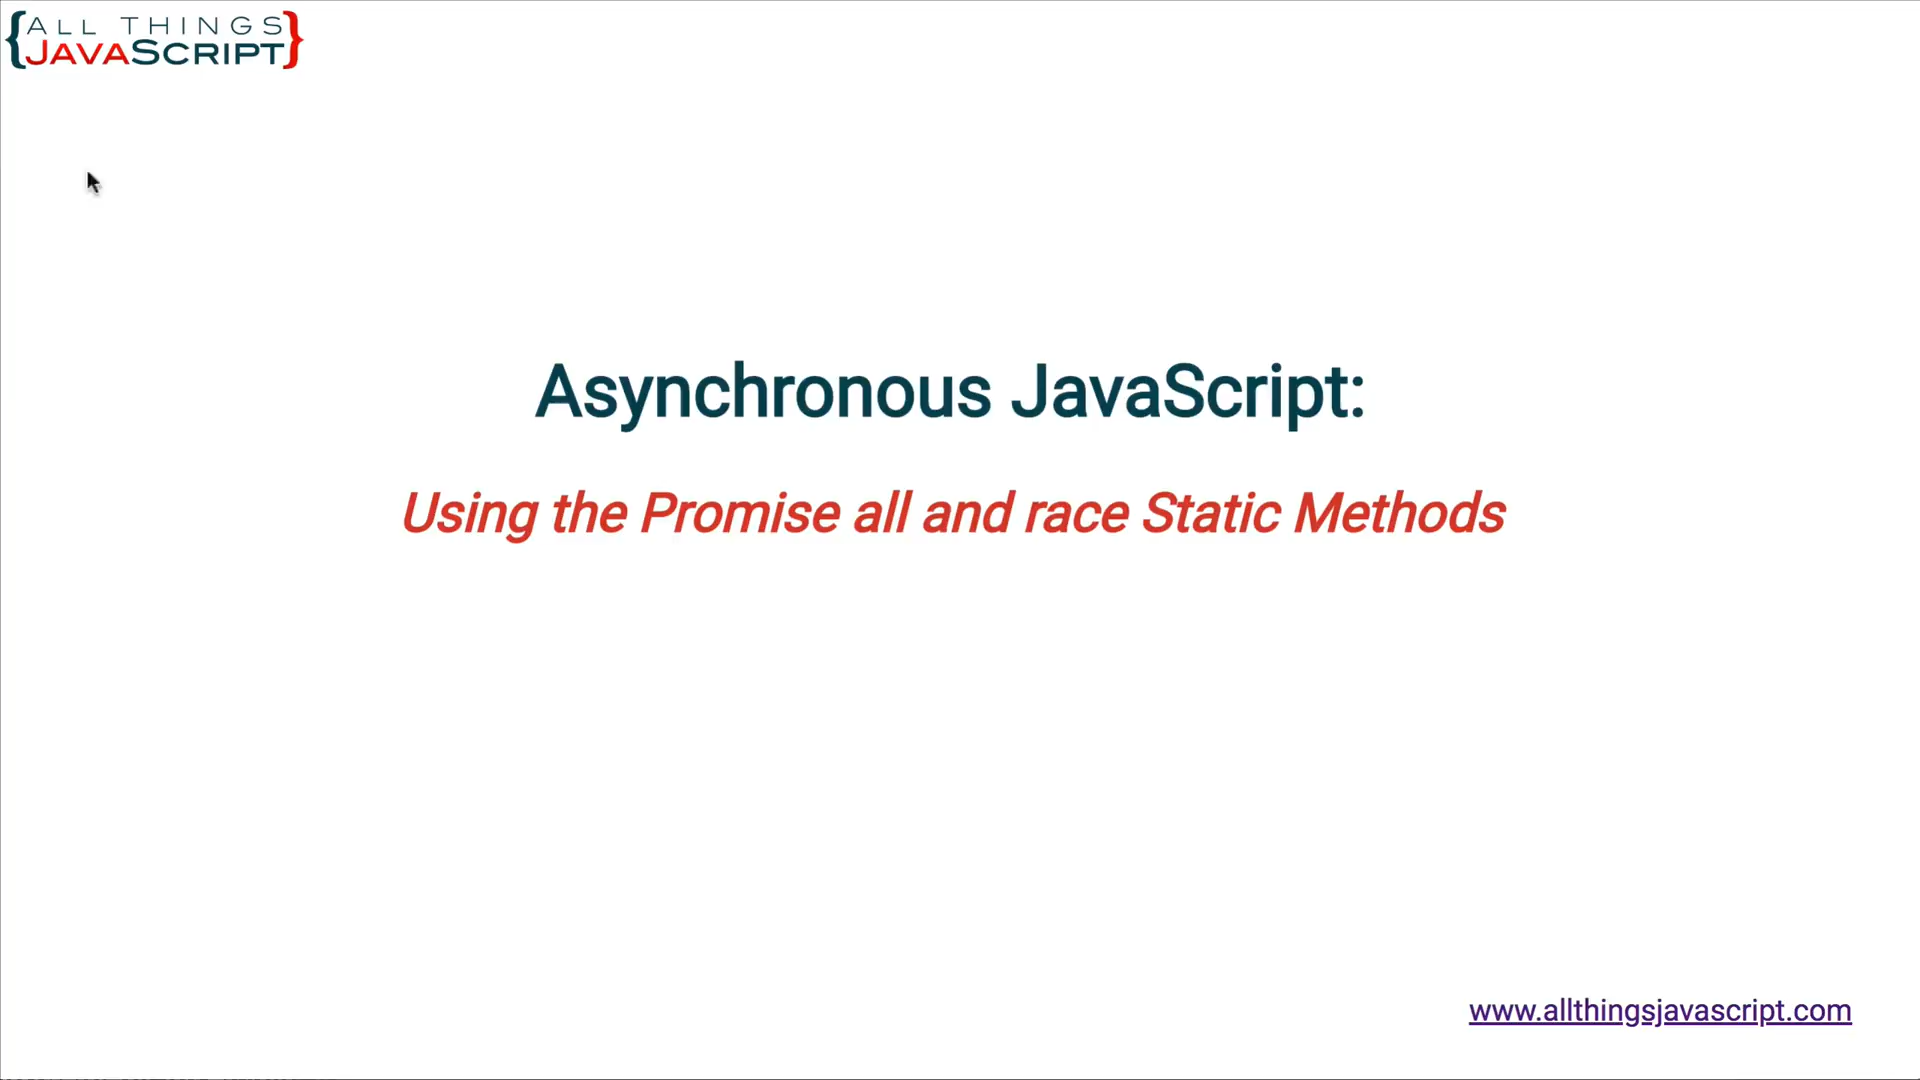 {ALL THINGS
JAVASCRIPT}
Asynchronous JavaScript:
Using the Promise all and race Static Methods
www.allthingsjavascript.com